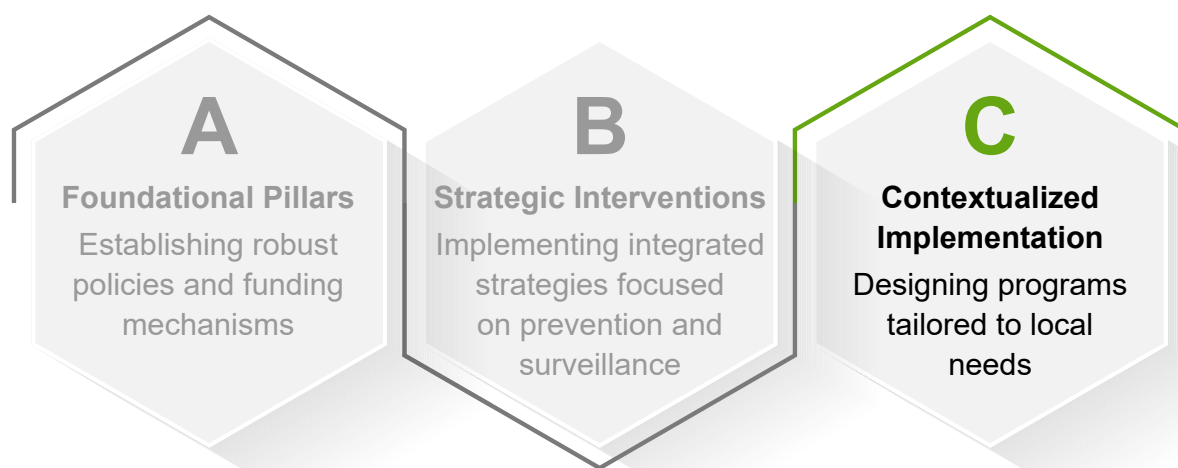 A
Foundational Pillars
Establishing robust
policies and funding
mechanisms
B
Strategic Interventions
Implementing integrated
strategies focused
on prevention and
surveillance
C
Contextualized
Implementation
Designing programs
tailored to local
needs